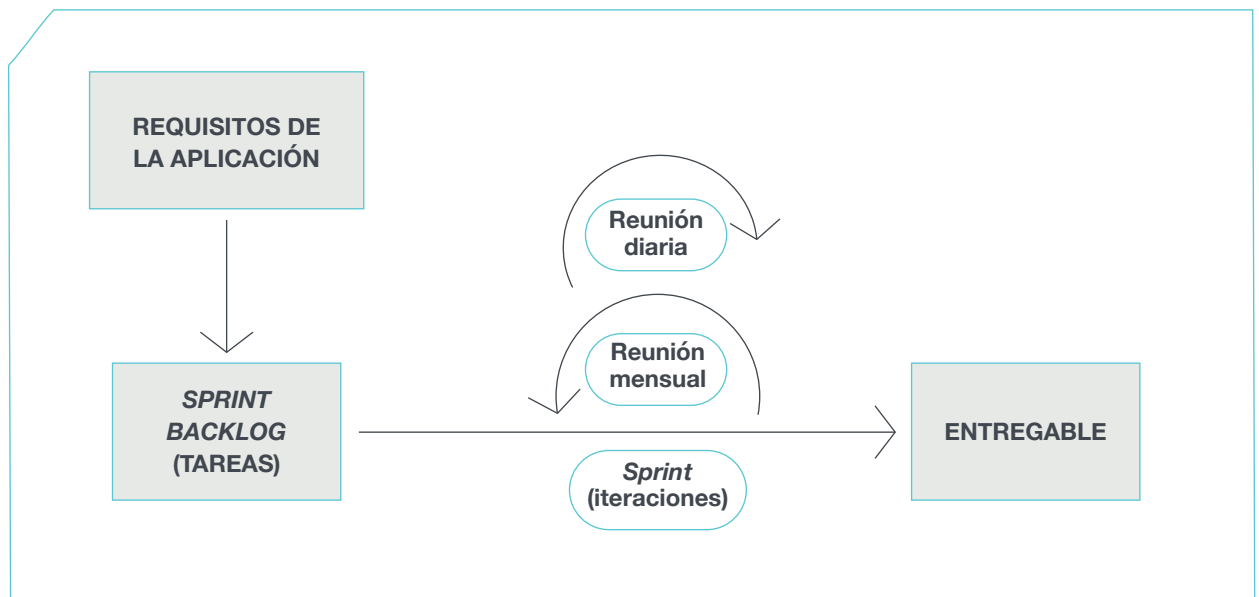 REQUISITOS DE
LA APLICACIÓN
Reunión
diaria
Reunión
mensual
SPRINT
BACKLOG
(TAREAS)
Sprint
(iteraciones)
ENTREGABLE